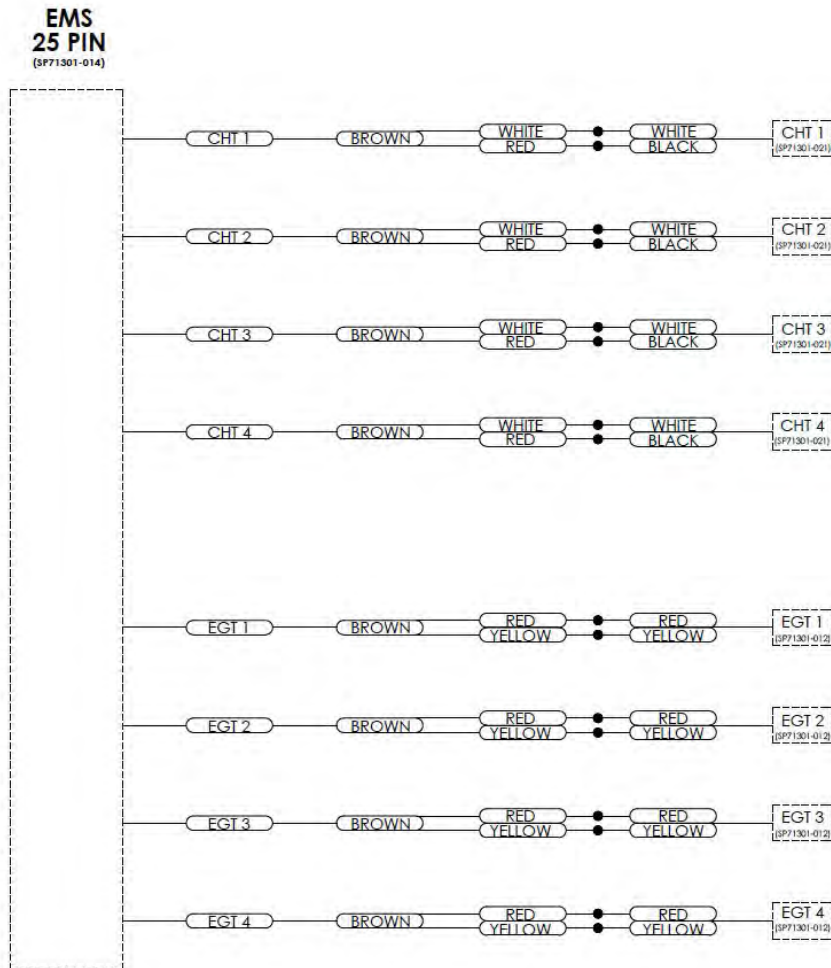 EMS
25 PIN
(SP71301-014)
CHT 1 BROWN WHITE WHITE CHT 1
RED BLACK (SP71301-021)
CHT 2 BROWN WHITE WHITE CHT 2
RED BLACK (SP71301-021)
CHT 3 BROWN WHITE WHITE CHT 3
RED BLACK (SP71301-021)
CHT 4 BROWN WHITE WHITE CHT 4
RED BLACK (SP71301-021)
EGT 1 BROWN RED RED EGT 1
YELLOW YELLOW (SP71301-012)
EGT 2 BROWN RED RED EGT 2
YELLOW YELLOW (SP71301-012)
EGT 3 BROWN RED RED EGT 3
YELLOW YELLOW (SP71301-012)
EGT 4 BROWN RED RED EGT 4
YELLOW YELLOW (SP71301-012)